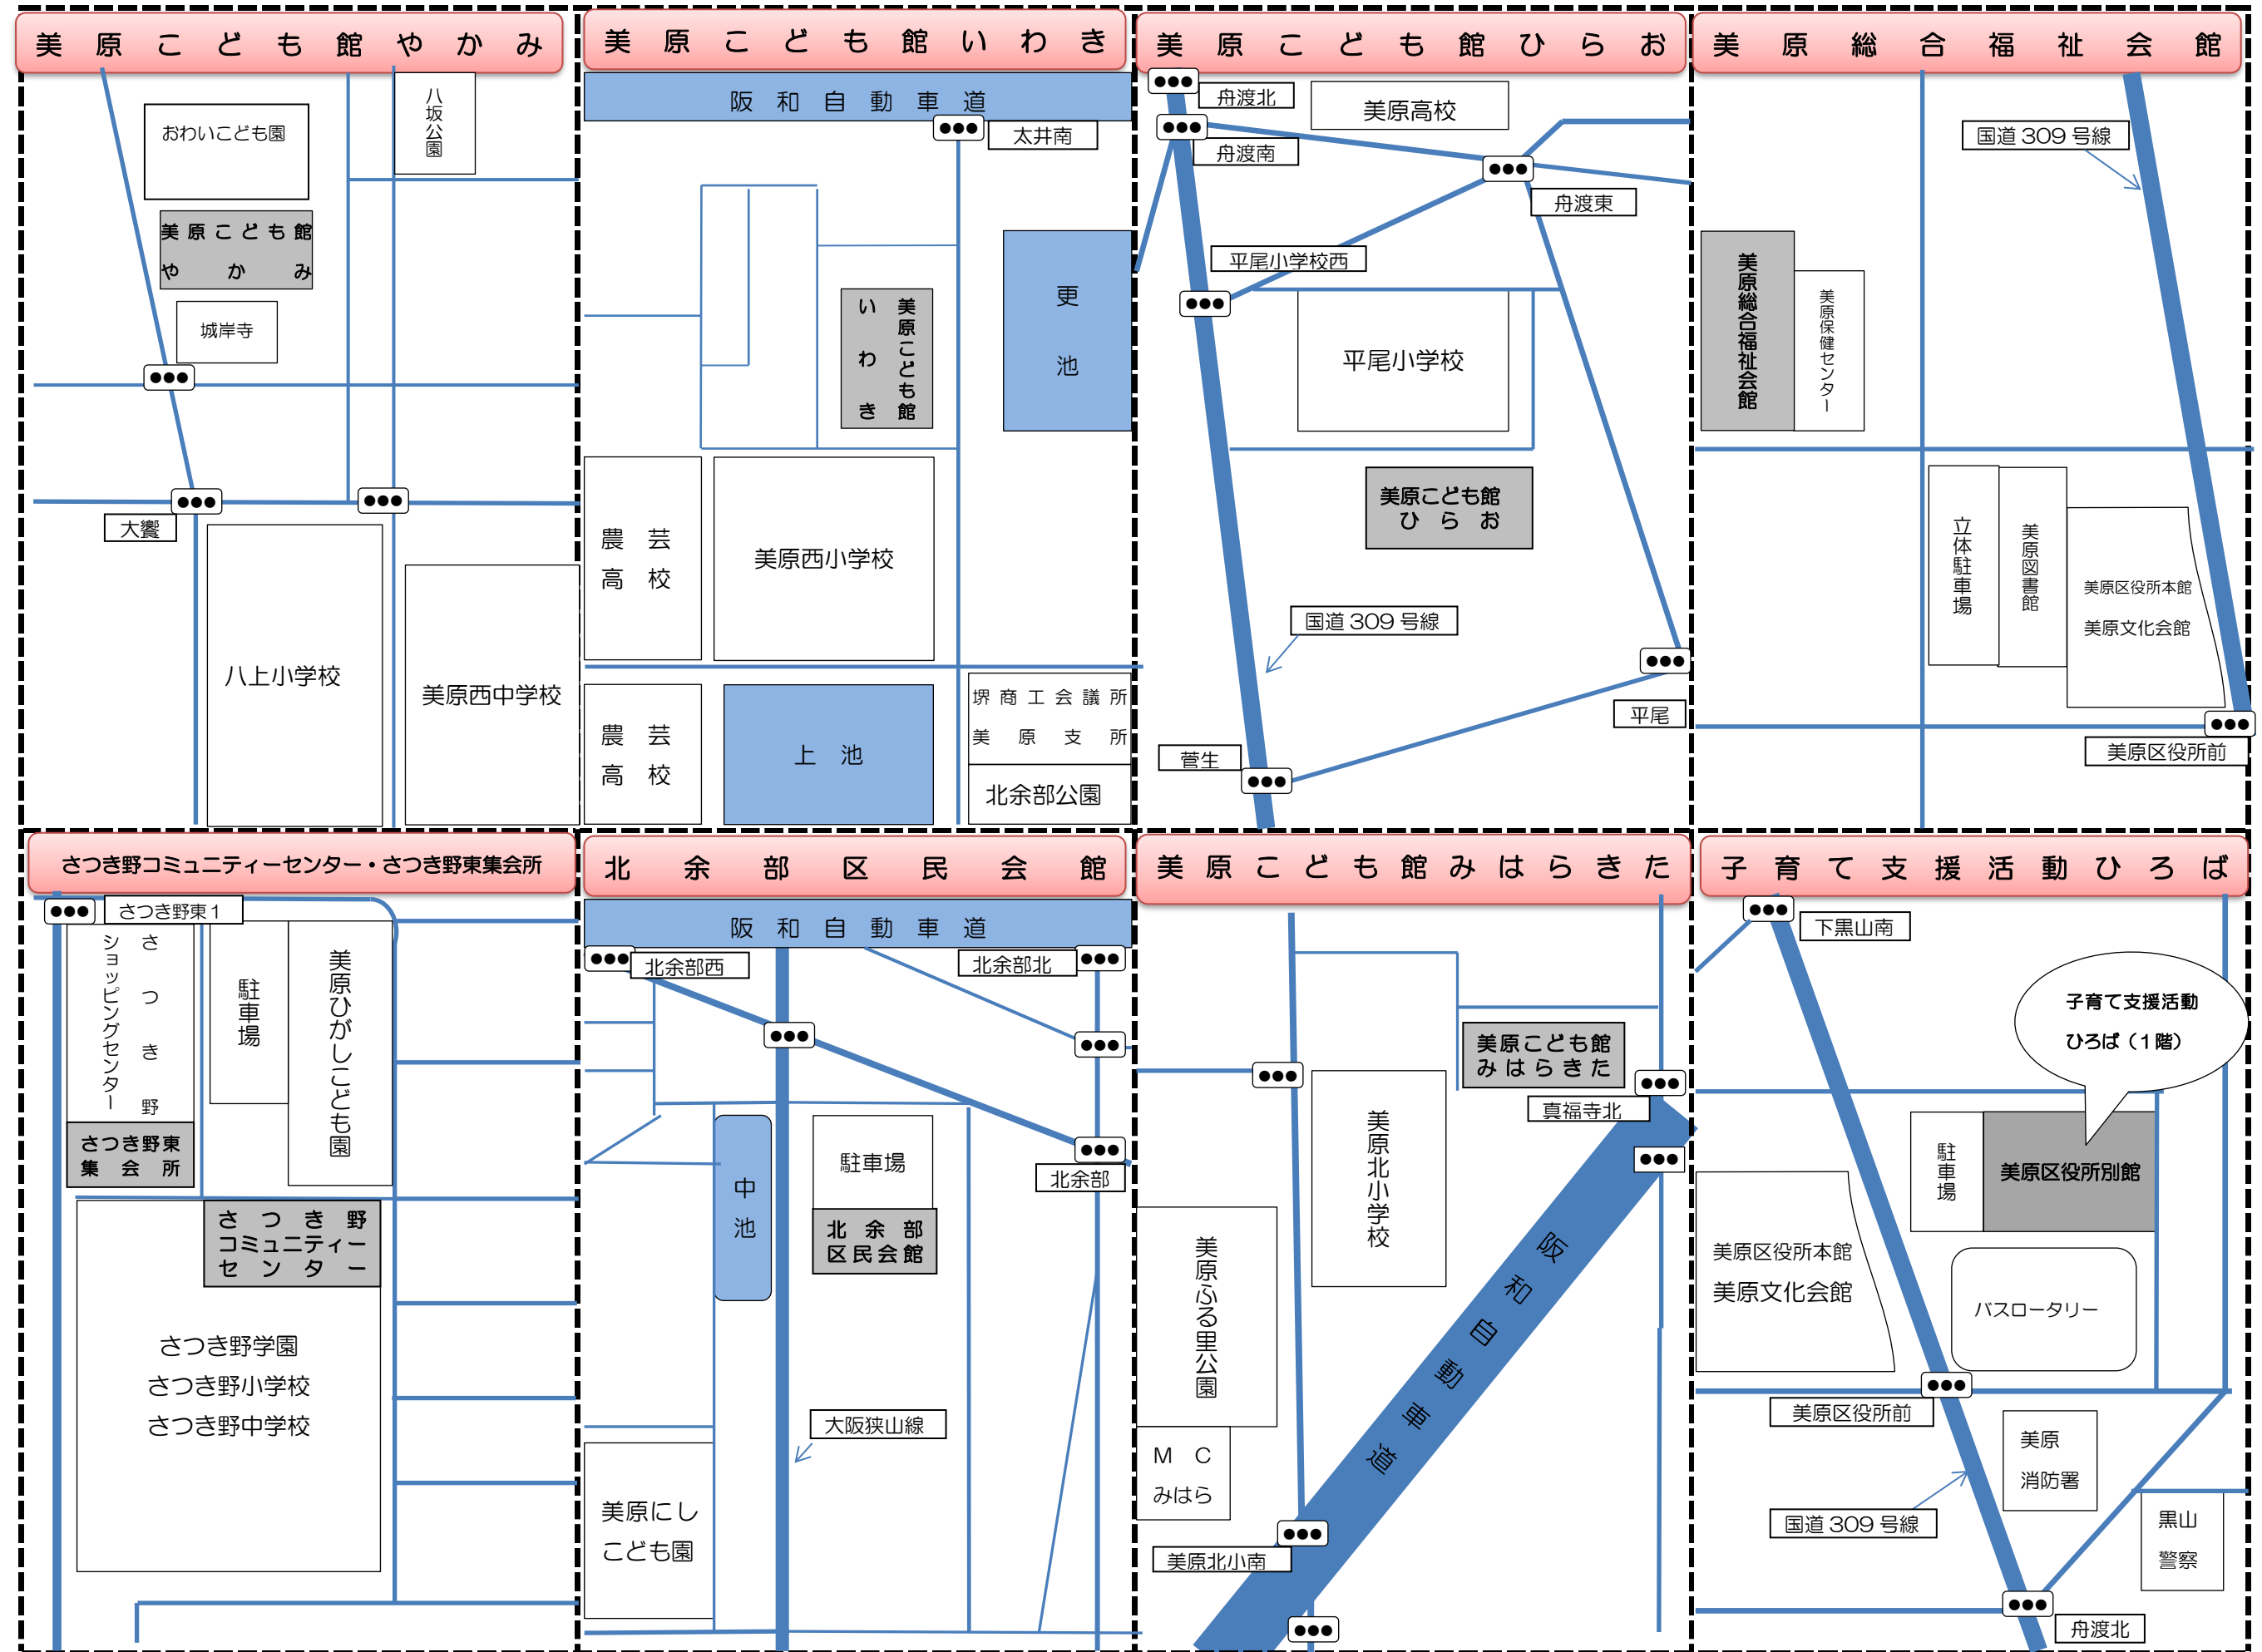 美原こども館やかみ
おわいこども園
八坂公園
美原こども館
やかみ
城岸寺
大饗
八上小学校
美原西中学校
美原こども館いわき
阪和自動車道
太井南
更池
美原こども館
いわき
農芸
高校
美原西小学校
農芸
高校
上池
堺商工会議所
美原支所
北余部公園
美原こども館ひらお
舟渡北
美原高校
舟渡南
舟渡東
平尾小学校西
平尾小学校
美原こども館
ひらお
国道309号線
平尾
菅生
美原総合福祉会館
国道309号線
美原総合福祉会館
美原保健センター
立体駐車場
美原図書館
美原区役所本館
美原文化会館
美原区役所前
さつき野コミュニティーセンター・さつき野東集会所
さつき野東1
さつき野
ショッピングセンター
駐車場
美原ひがしこども園
さつき野東
集会所
さつき野
コミュニティー
センター
さつき野学園
さつき野小学校
さつき野中学校
北余部区民会館
阪和自動車道
北余部西
北余部北
中池
駐車場
北余部
北余部
区民会館
大阪狭山線
美原にし
こども園
美原こども館みはらきた
美原こども館
みはらきた
真福寺北
美原北小学校
美原ふる里公園
阪和自動車道
MC
みはら
美原北小南
子育て支援活動ひろば
下黒山南
子育て支援活動
ひろば（1階）
駐車場
美原区役所別館
美原区役所本館
美原文化会館
バスロータリー
美原区役所前
美原
消防署
国道309号線
黒山
警察
舟渡北